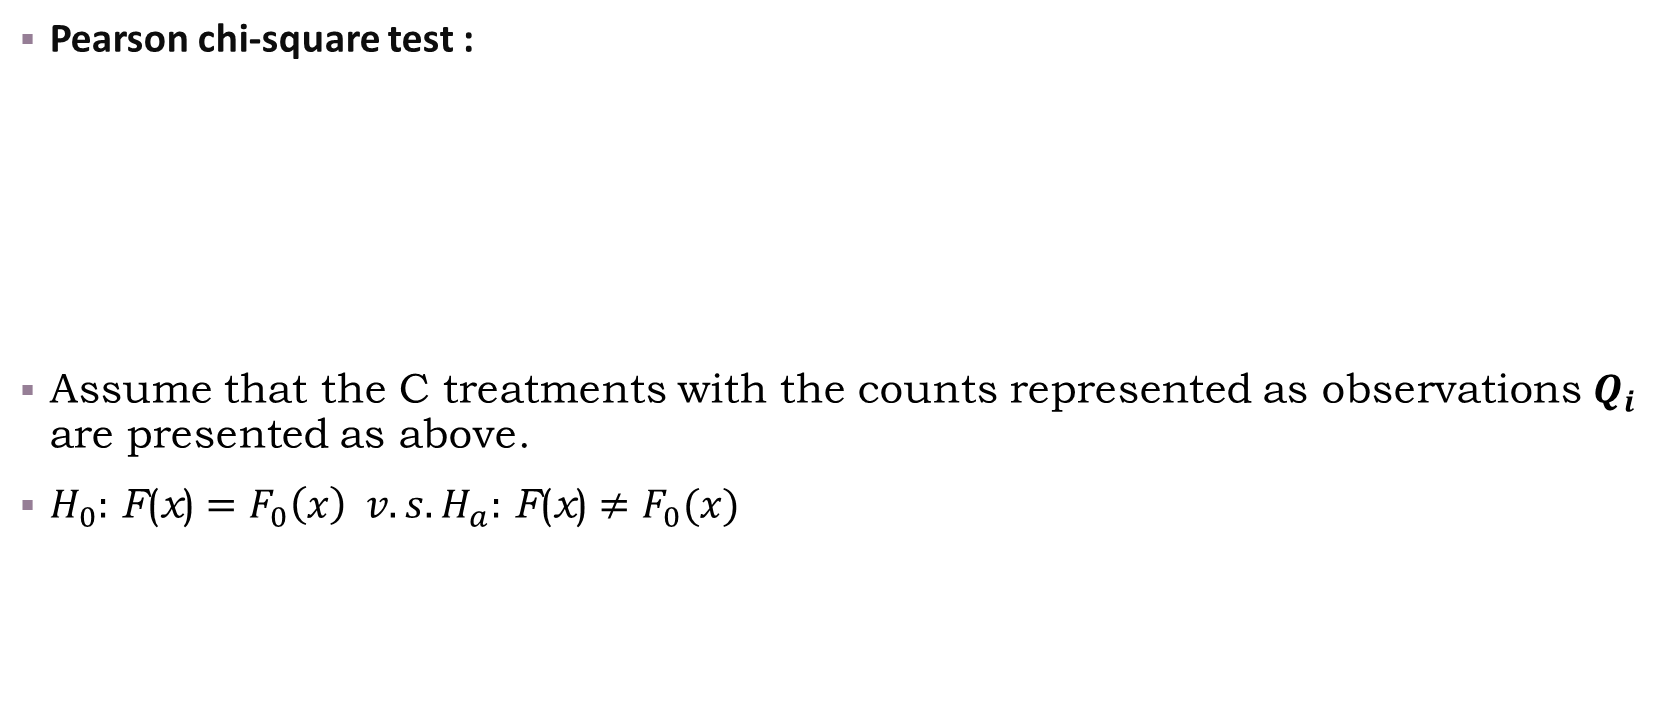 ▪ Pearson chi-square test :
▪ Assume that the C treatments with the counts represented as observations Qᵢ
are presented as above.
▪ H₀: F(x) = F₀(x) v.s. Hₐ: F(x) ≠ F₀(x)